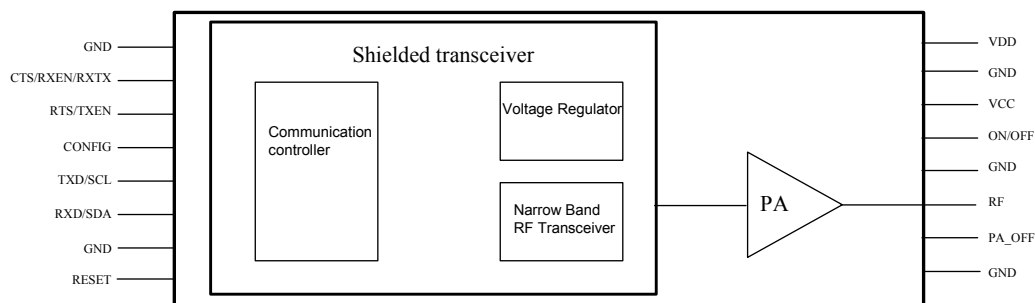 Shielded transceiver
GND
CTS/RXEN/RXTX
RTS/TXEN
CONFIG
TXD/SCL
RXD/SDA
GND
RESET
Communication
controller
Voltage Regulator
Narrow Band
RF Transceiver
PA
VDD
GND
VCC
ON/OFF
GND
RF
PA_OFF
GND